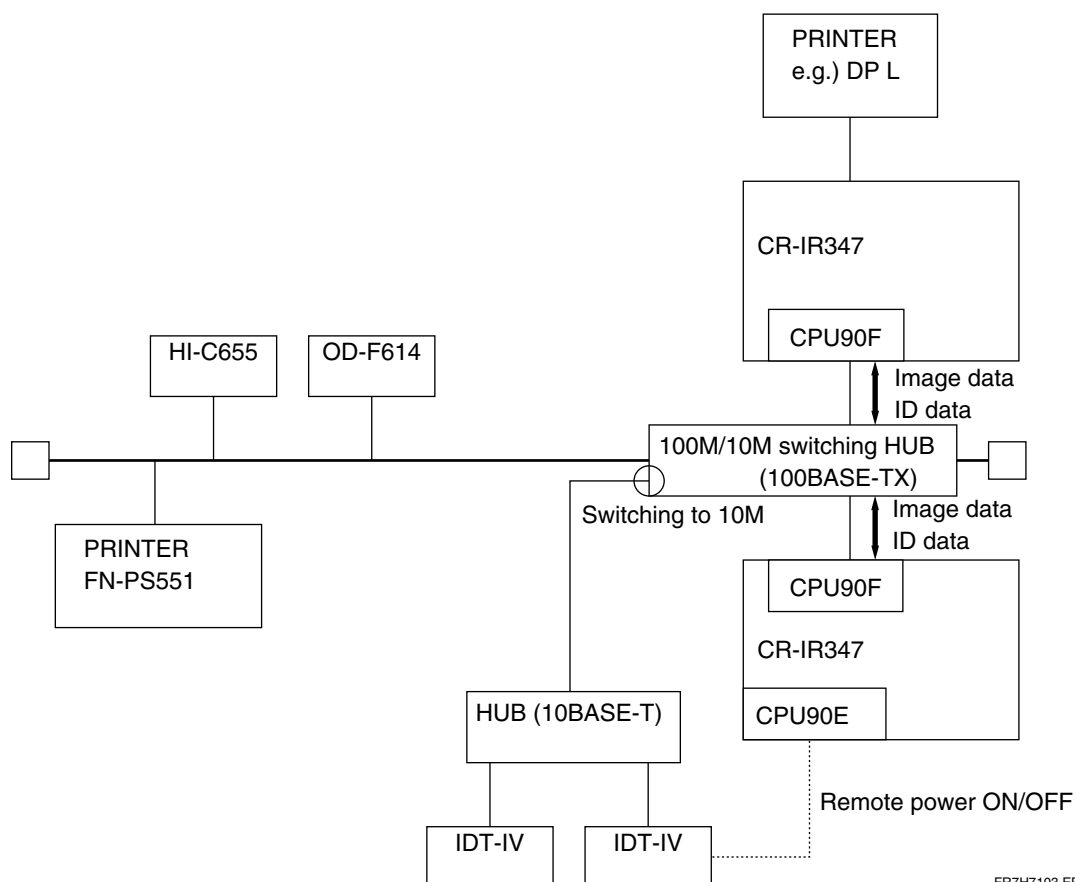 PRINTER
e.g.) DP L
CR-IR347
CPU90F
HI-C655
OD-F614
Image data
ID data
100M/10M switching HUB
(100BASE-TX)
Switching to 10M
Image data
ID data
PRINTER
FN-PS551
CPU90F
CR-IR347
HUB (10BASE-T)
CPU90E
Remote power ON/OFF
IDT-IV
IDT-IV